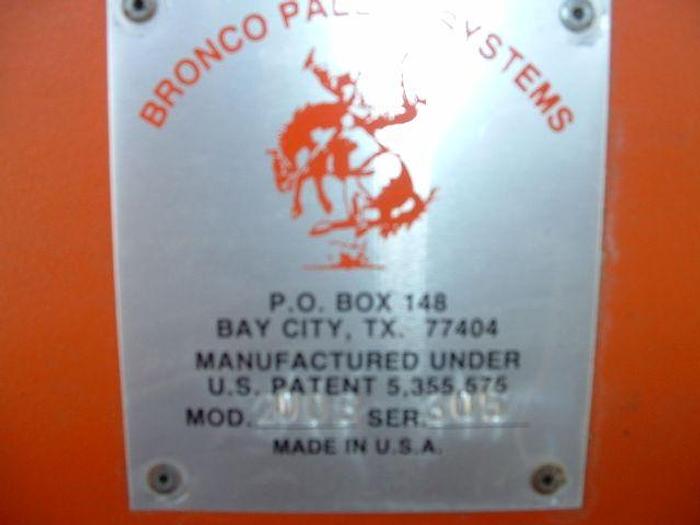 BRONCO SYSTEMS
P.O. BOX 148
BAY CITY, TX. 77404
MANUFACTURED UNDER
U.S. PATENT 5,355,575
MOD. SER.
MADE IN U.S.A.